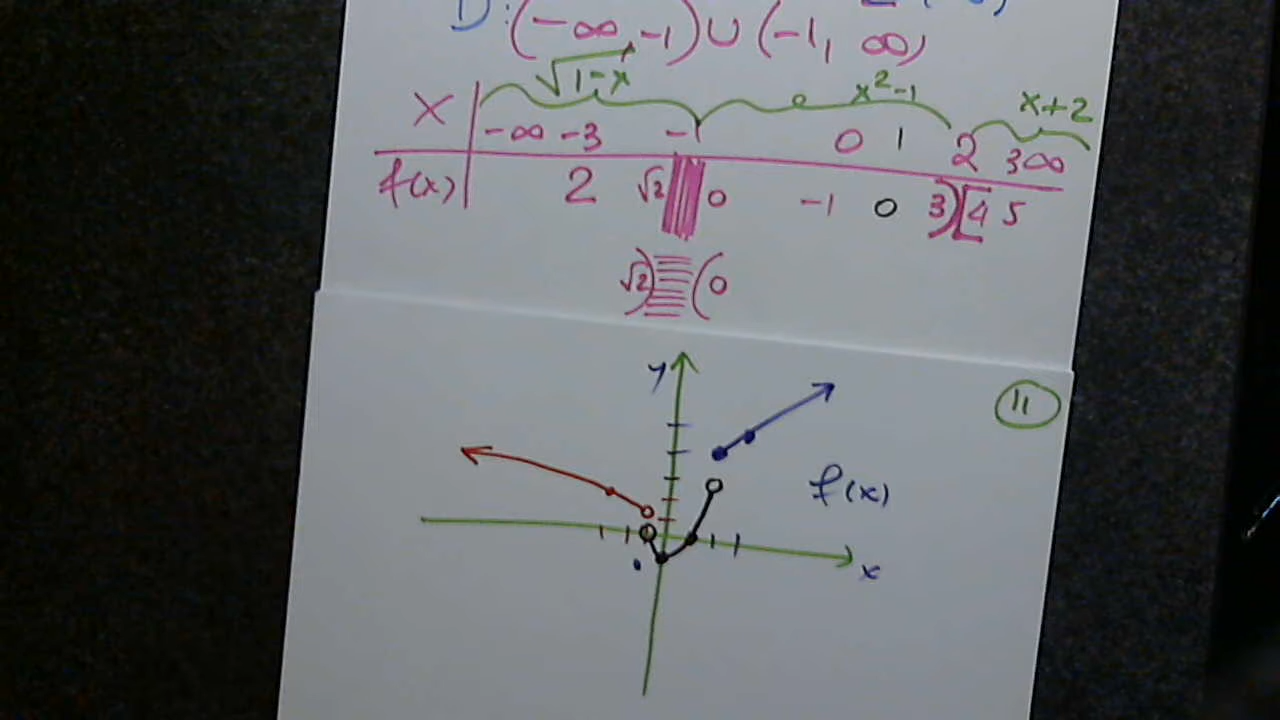 D: (-∞, -1) ∪ (-1, ∞)
√1-x x²-1 x+2
x -∞ -3 -1 0 1 2 3 ∞
f(x) 2 √2 0 -1 0 3)[4 5
√2) (0
y
11
f(x)
x